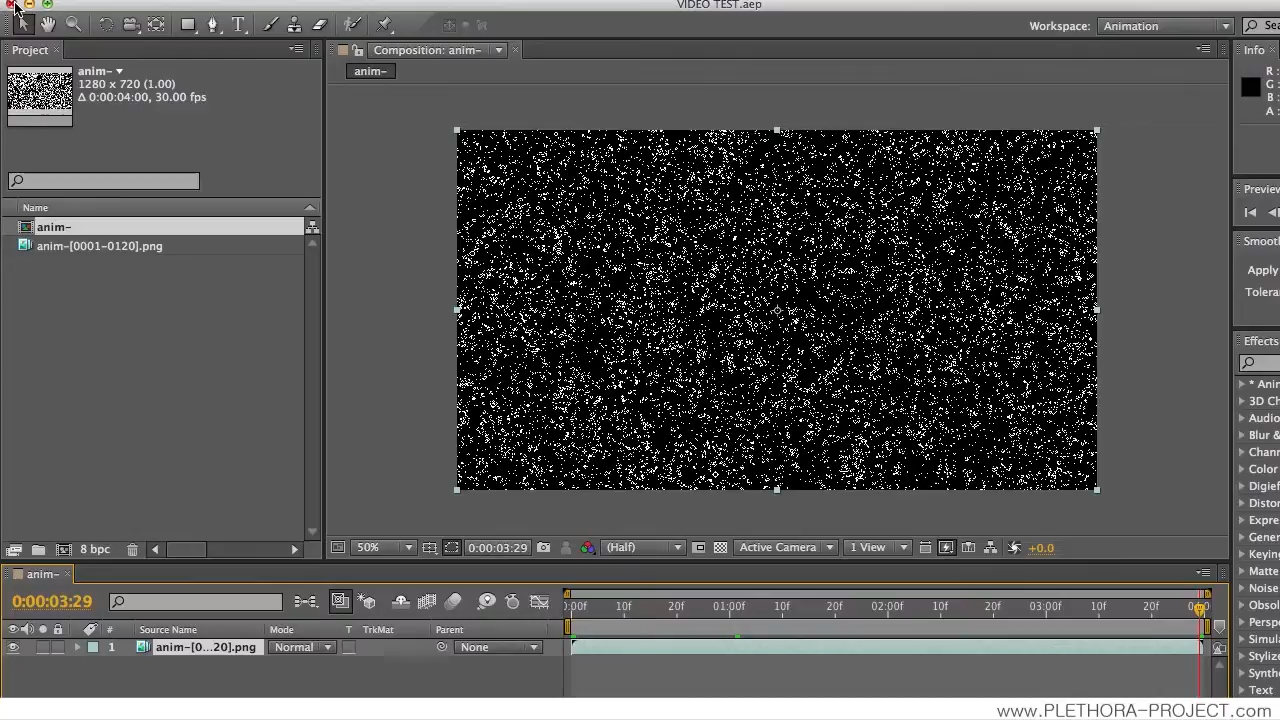 VIDEO TEST.aep
Workspace: Animation
Sea
Project
Composition: anim-
Info
anim-
1280 x 720 (1.00)
Δ 0:00:04:00, 30.00 fps
anim-
R :
G :
B :
A :
Name
anim-
anim-[0001-0120].png
Preview
Smoot
Apply
Tolera
Effects
* Anir
3D Ch
Audio
Blur &
Chann
Color
Digief
Distor
Expre
Gener
Keying
Matte
Noise
Obsol
Persp
Simula
Stylize
Synthe
Text
8 bpc
50%
0:00:03:29
(Half)
Active Camera
1 View
+0.0
anim-
0:00:03:29
0:00f 10f 20f 01:00f 10f 20f 02:00f 10f 20f 03:00f 10f 20f
# Source Name Mode T TrkMat Parent
1 anim-[0...20].png Normal None
www.PLETHORA-PROJECT.com